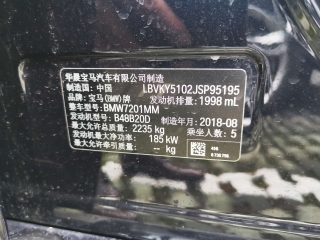 华晨宝马汽车有限公司制造
制造国: 中国 LBVKY5102JSP95195
品牌: 宝马(BMW)牌 发动机排量: 1998 mL
整车型号: BMW7201MM
发动机型号: B48B20D 制造年月: 2018-08
最大允许总质量: 2235 kg 乘坐人数: 5
发动机最大净功率: 185 kW
最大允许牵引质量: - kg